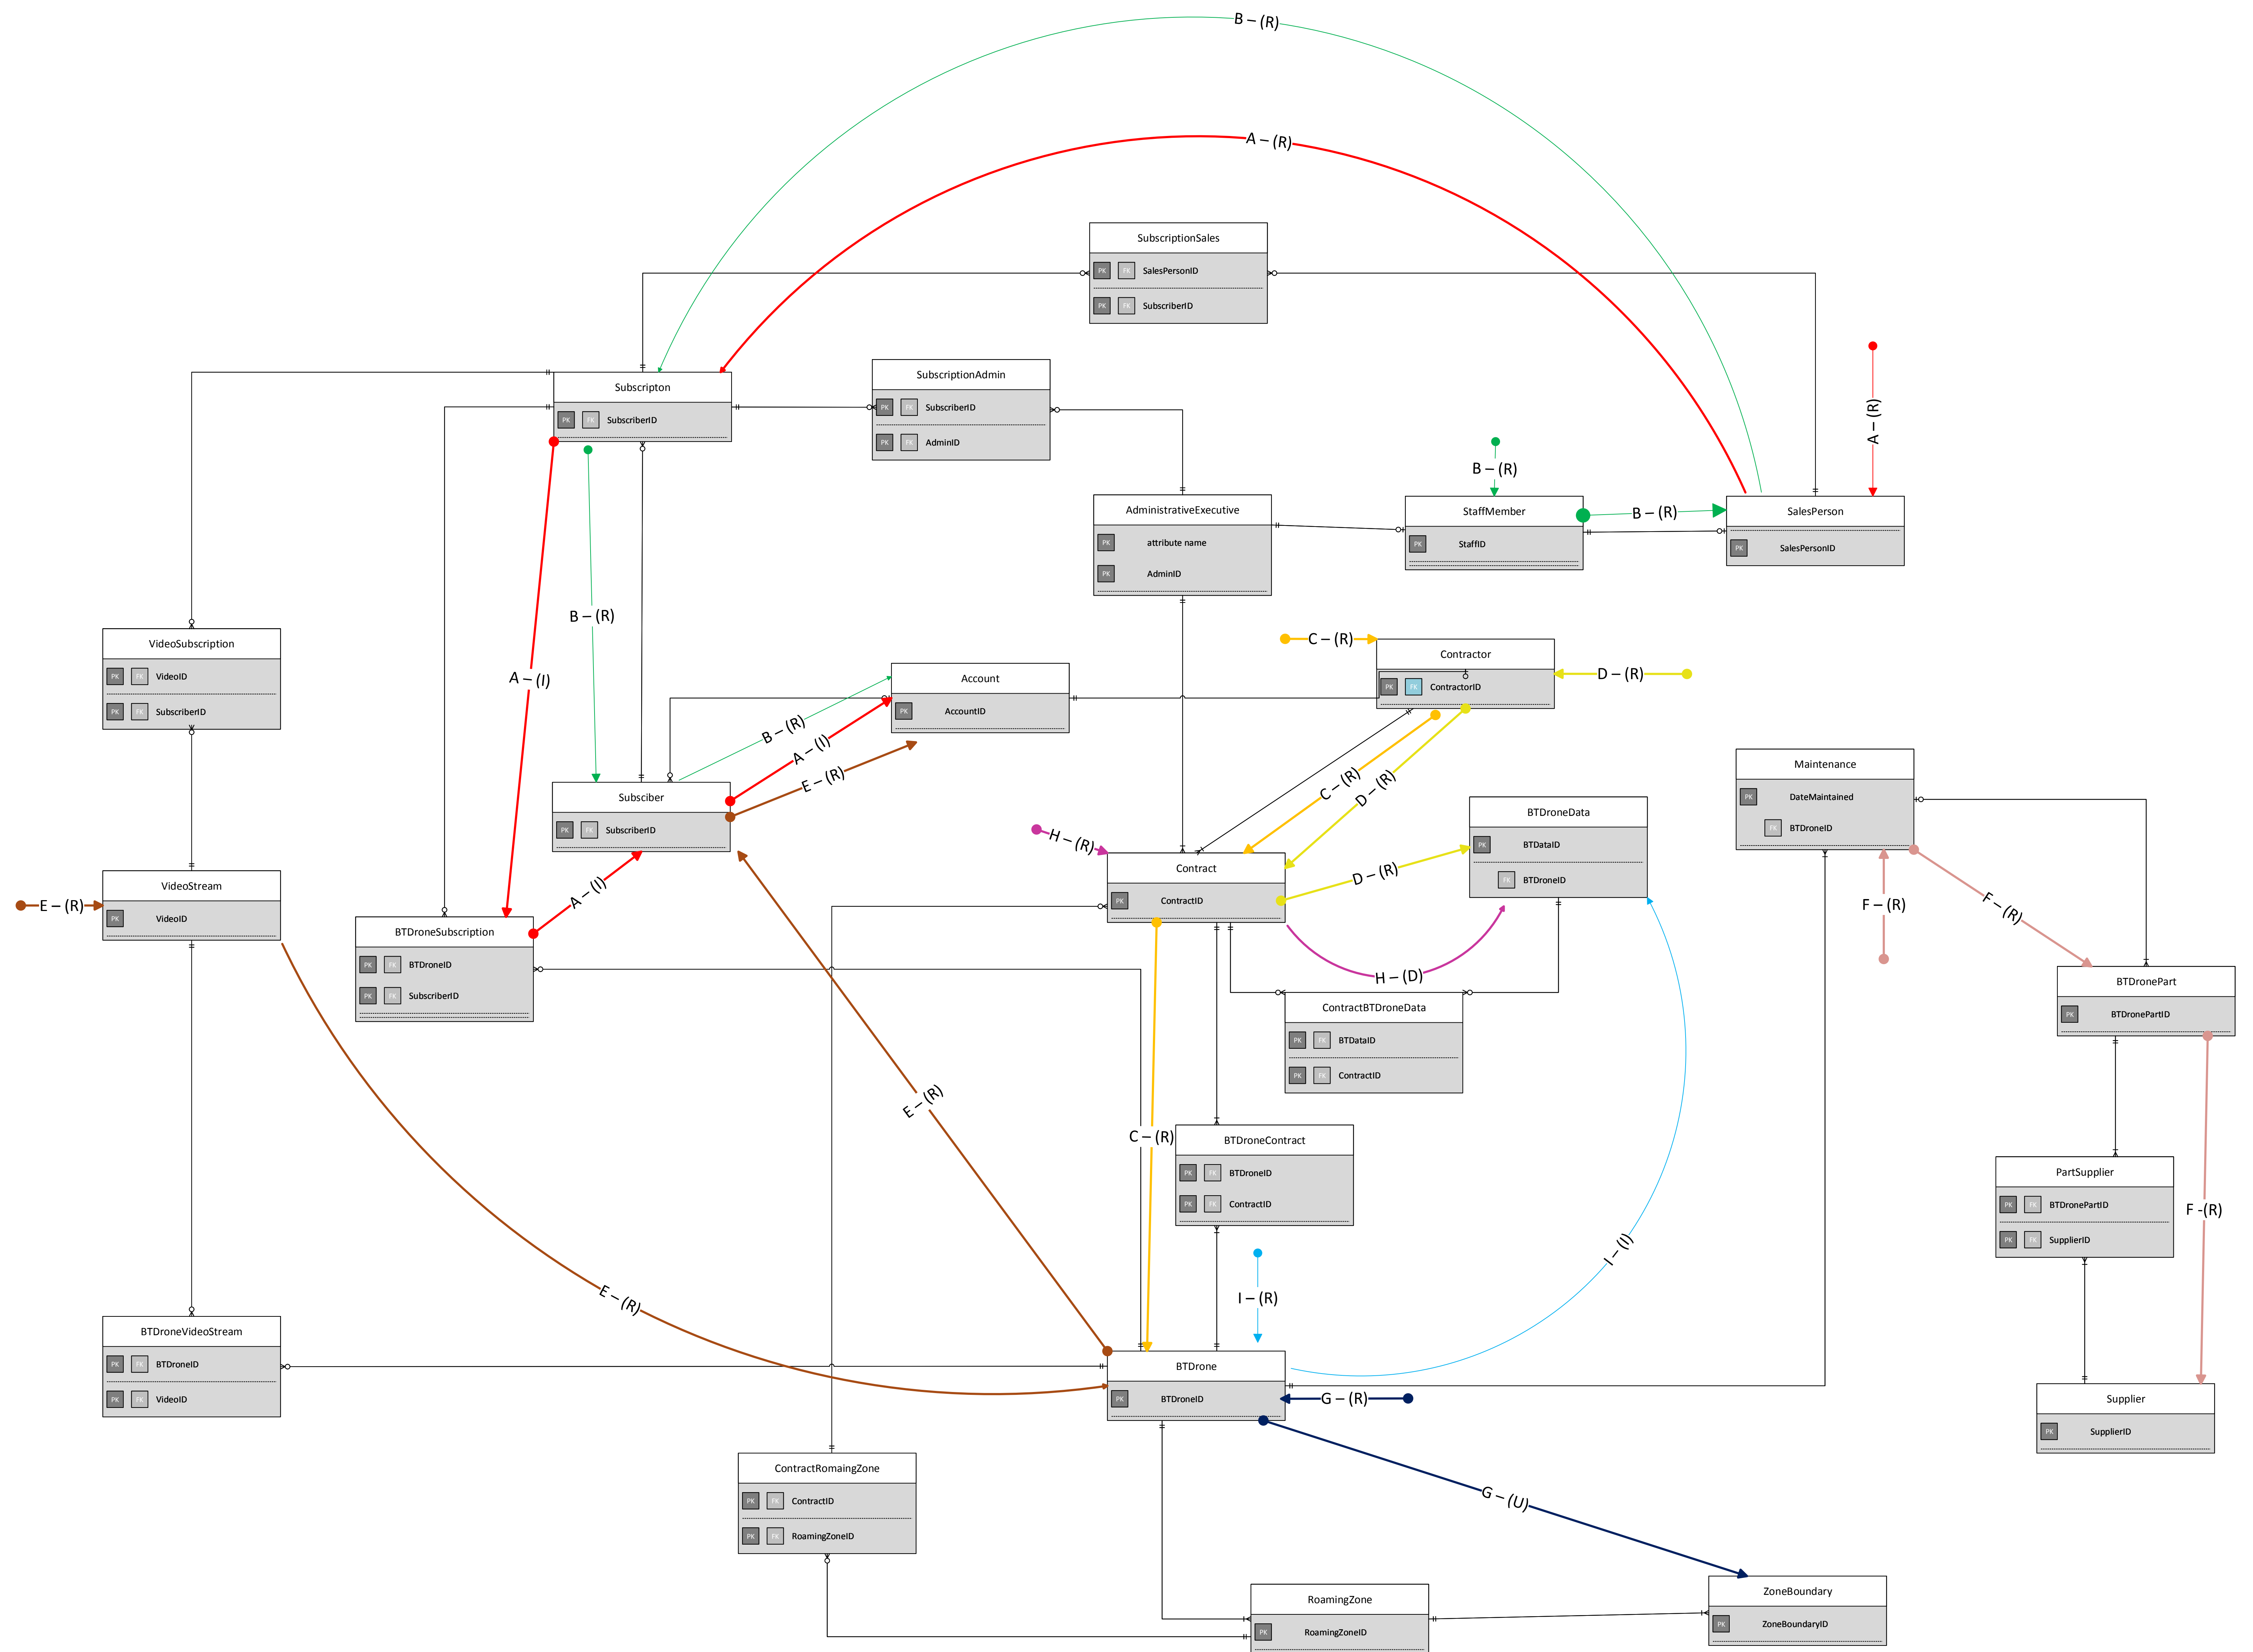 B – (R)
A – (R)
SubscriptionSales
PK FK SalesPersonID
PK FK SubscriberID
A – (R)
Subscripton
PK FK SubscriberID
SubscriptionAdmin
PK FK SubscriberID
PK FK AdminID
B – (R)
AdministrativeExecutive
PK attribute name
PK AdminID
StaffMember
PK StaffID
B – (R)
SalesPerson
PK SalesPersonID
B – (R)
VideoSubscription
PK FK VideoID
PK FK SubscriberID
A – (I)
Account
PK AccountID
C – (R)
Contractor
PK FK ContractorID
D – (R)
B – (R)
A – (I)
E – (R)
Subsciber
PK FK SubscriberID
C – (R)
D – (R)
Maintenance
PK DateMaintained
FK BTDroneID
H – (R)
BTDroneData
PK BTDataID
FK BTDroneID
Contract
PK ContractID
D – (R)
E – (R)
VideoStream
PK VideoID
A – (I)
BTDroneSubscription
PK FK BTDroneID
PK FK SubscriberID
F – (R)
F – (R)
H – (D)
BTDronePart
PK BTDronePartID
ContractBTDroneData
PK FK BTDataID
PK FK ContractID
E – (R)
C – (R)
BTDroneContract
PK FK BTDroneID
PK FK ContractID
PartSupplier
PK FK BTDronePartID
PK FK SupplierID
F -(R)
I – (I)
I – (R)
E – (R)
BTDroneVideoStream
PK FK BTDroneID
PK FK VideoID
BTDrone
PK BTDroneID
G – (R)
Supplier
PK SupplierID
ContractRomaingZone
PK FK ContractID
PK FK RoamingZoneID
G – (U)
RoamingZone
PK RoamingZoneID
ZoneBoundary
PK ZoneBoundaryID